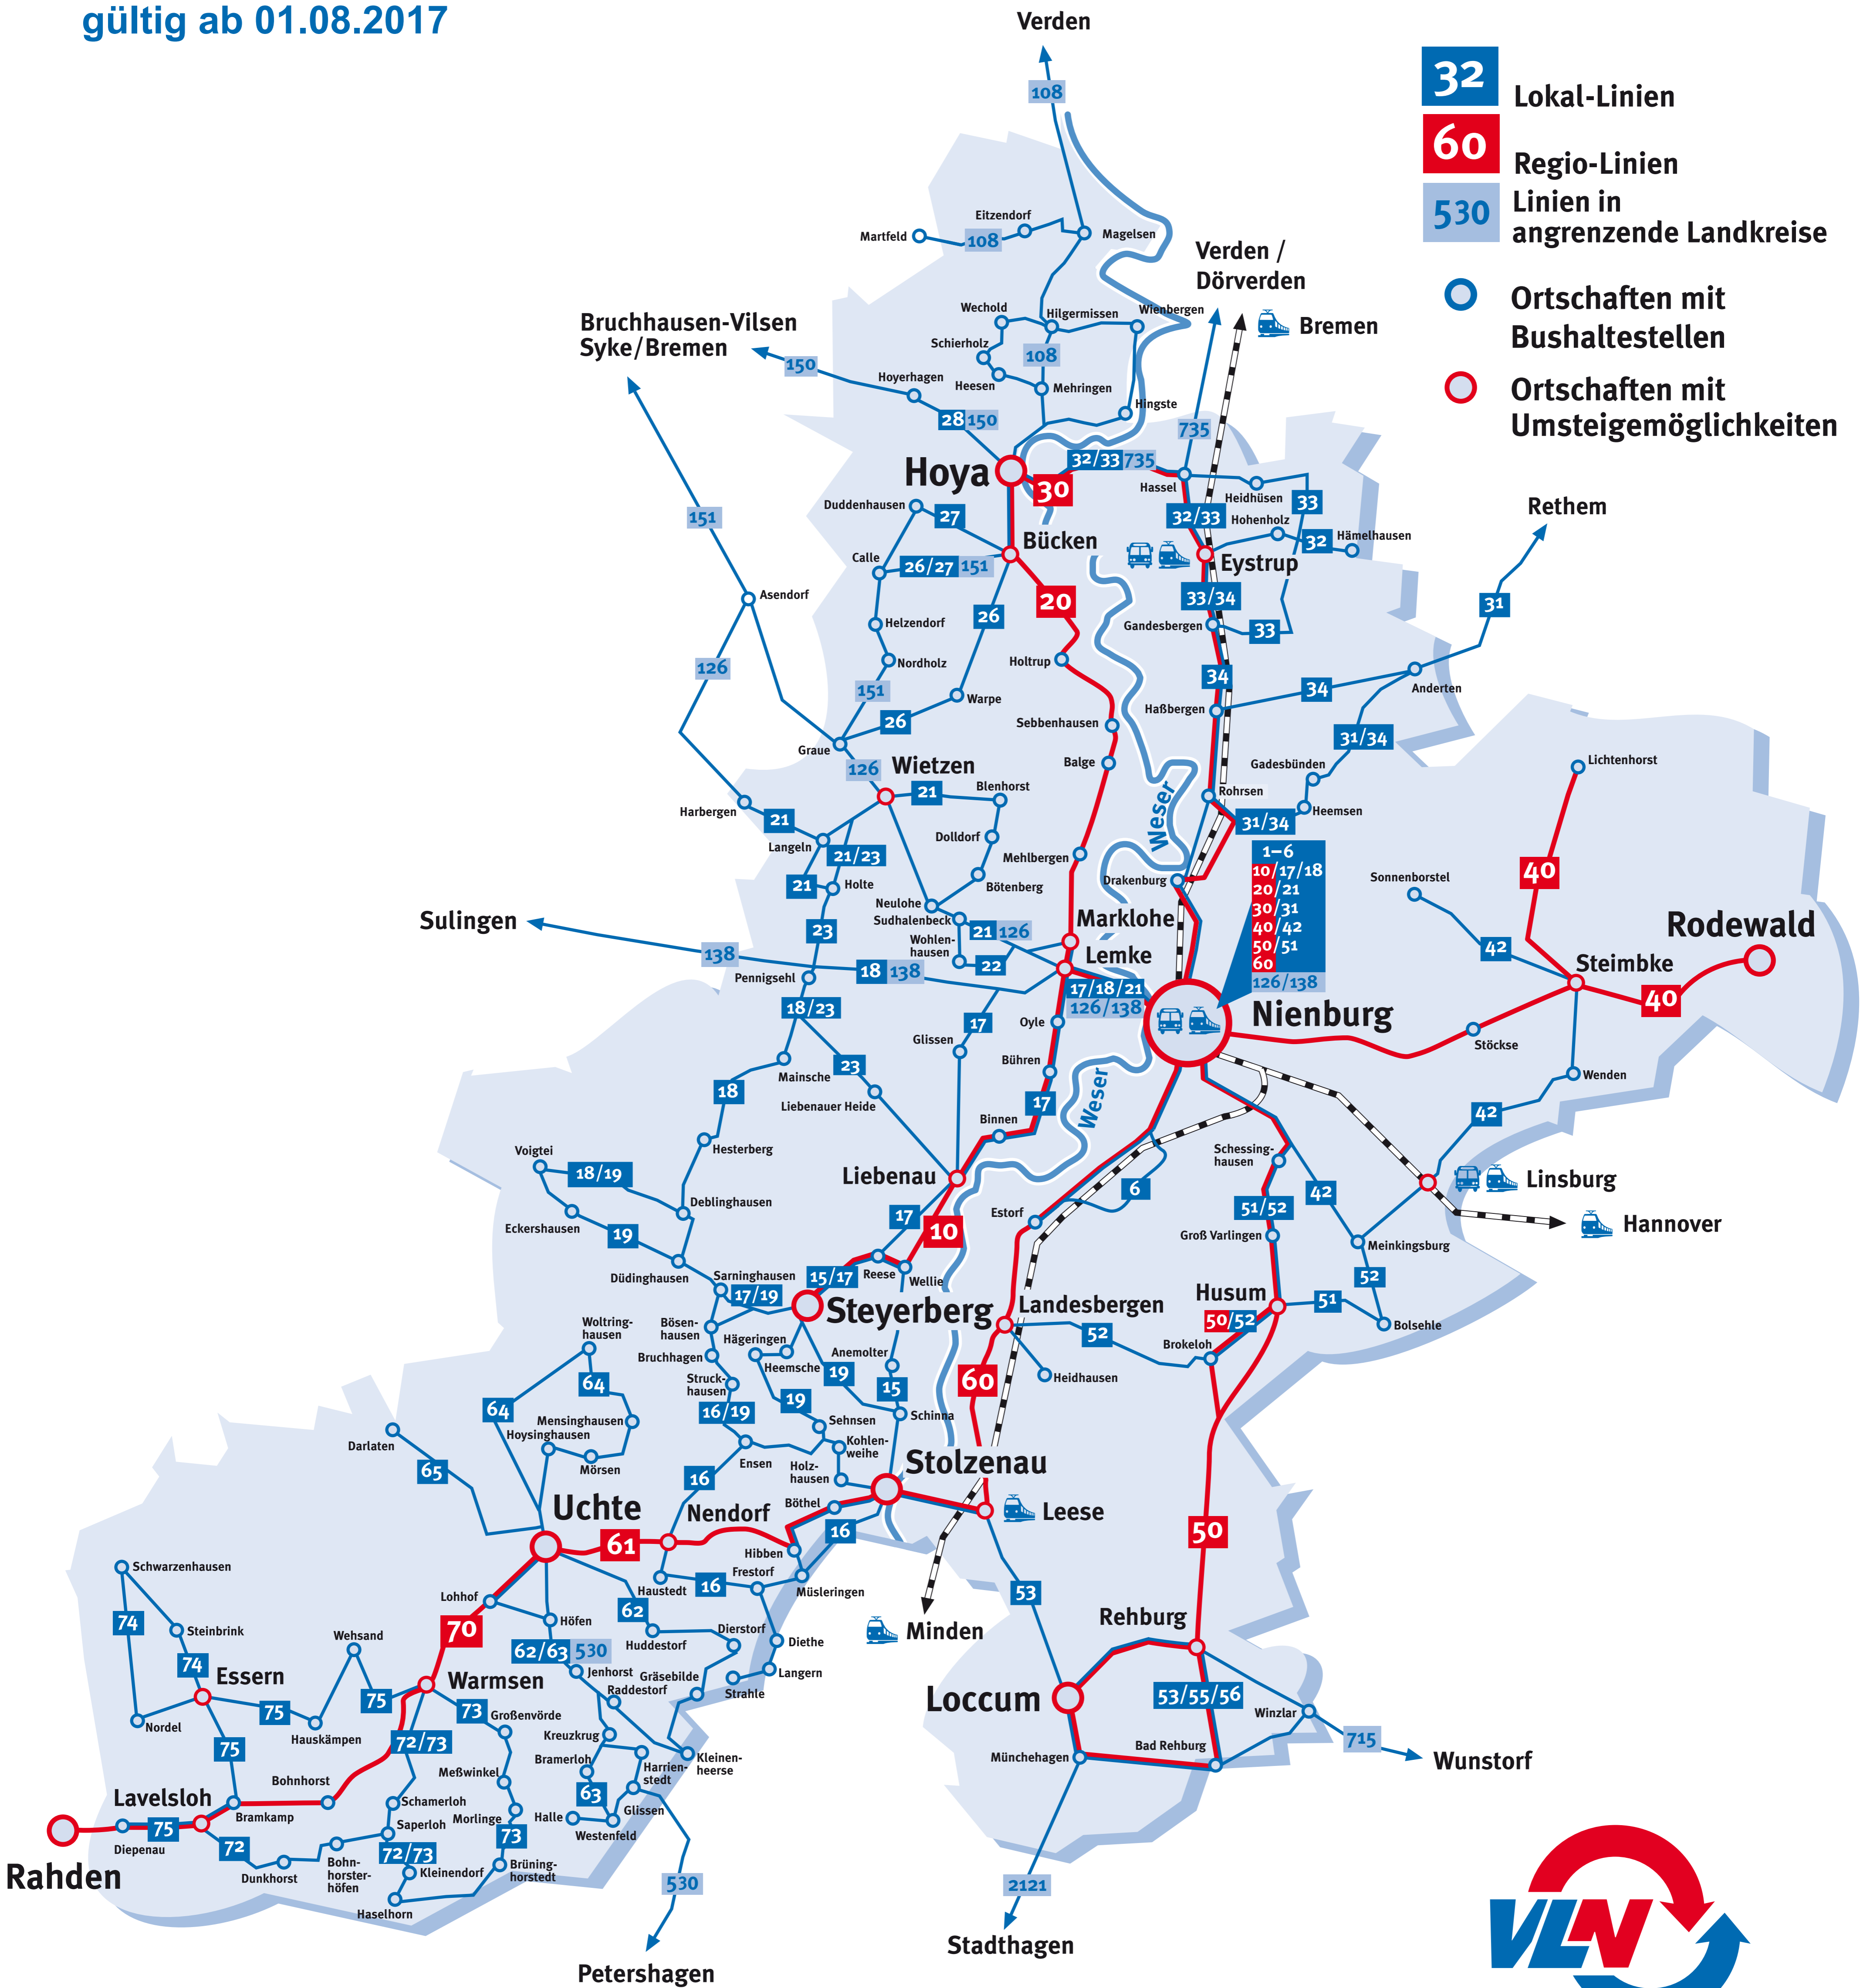 gültig ab 01.08.2017
Verden
108
32
Lokal-Linien
60
Regio-Linien
530
Linien in
angrenzende Landkreise
Ortschaften mit
Bushaltestellen
Ortschaften mit
Umsteigemöglichkeiten
Eitzendorf
Martfeld
108
Magelsen
Verden /
Dörverden
Bremen
Wechold
Hilgermissen
Wienbergen
Bruchhausen-Vilsen
Syke/Bremen
150
Schierholz
108
Hoyerhagen
Heesen
Mehringen
Hingste
28 150
735
Hoya
30
32/33 735
Hassel
Heidhüsen
33
Rethem
Duddenhausen
27
151
32/33
Hohenholz
32
Hämelhausen
Bücken
Calle
26/27 151
Eystrup
Asendorf
20
33/34
31
26
Helzendorf
Gandesbergen
33
Nordholz
Holtrup
126
34
34
Anderten
151
Warpe
26
Sebbenhausen
Haßbergen
31/34
Graue
126
Wietzen
Balge
Gadesbünden
Lichtenhorst
21
Blenhorst
Rohrsen
Harbergen
21
Weser
Heemsen
31/34
Langeln
21/23
Dolldorf
Mehlbergen
1–6
10/17/18
20/21
30/31
40/42
50/51
60
126/138
40
21
Holte
Bötenberg
Drakenburg
Sonnenborstel
Neulohe
Sudhalenbeck
Marklohe
Sulingen
23
21 126
Rodewald
138
Wohlen-
hausen
22
Lemke
42
Steimbke
18 138
Pennigsehl
17/18/21
126/138
40
18/23
17
Oyle
Nienburg
Glissen
Stöckse
Mainsche
23
Bühren
Wenden
18
Liebenauer Heide
17
Weser
42
Binnen
Hesterberg
Voigtei
18/19
Liebenau
Schessing-
hausen
Linsburg
6
42
Deblinghausen
Eckershausen
19
17
10
Estorf
51/52
Hannover
Groß Varlingen
Meinkingsburg
Düdinghausen
Sarninghausen
15/17
Reese
Wellie
52
17/19
Steyerberg
Landesbergen
Husum
51
50/52
Woltring-
hausen
Bösen-
hausen
Hägeringen
52
Brokeloh
Bolsehle
Bruchhagen
Heemsche
Anemolter
19
15
60
Heidhausen
64
Struck-
hausen
64
19
16/19
Mensinghausen
Sehnsen
Schinna
Hoysinghausen
Darlaten
Kohlen-
weihe
65
Mörsen
Ensen
Holz-
hausen
Stolzenau
16
Uchte
Nendorf
Böthel
Leese
16
61
50
Hibben
Schwarzenhausen
Frestorf
Haustedt
16
Müsleringen
Lohhof
53
74
Höfen
62
Rehburg
Steinbrink
70
Wehsand
62/63 530
Huddestorf
Dierstorf
Diethe
Minden
74
Essern
Jenhorst
Gräsebilde
Langern
Warmsen
Raddestorf
Strahle
75
75
73
Loccum
53/55/56
Nordel
Großenvörde
Winzlar
Hauskämpen
72/73
Kreuzkrug
715
75
Bramerloh
Kleinen-
heerse
Münchehagen
Bad Rehburg
Wunstorf
Meßwinkel
Harrien-
stedt
Lavelsloh
Bohnhorst
63
Schamerloh
Glissen
Bramkamp
Morlinge
Halle
Saperloh
Westenfeld
75
Diepenau
72
73
72/73
Rahden
Bohn-
horster-
höfen
Dunkhorst
Kleinendorf
Brüning-
horstedt
530
2121
Haselhorn
Stadthagen
Petershagen
VLN